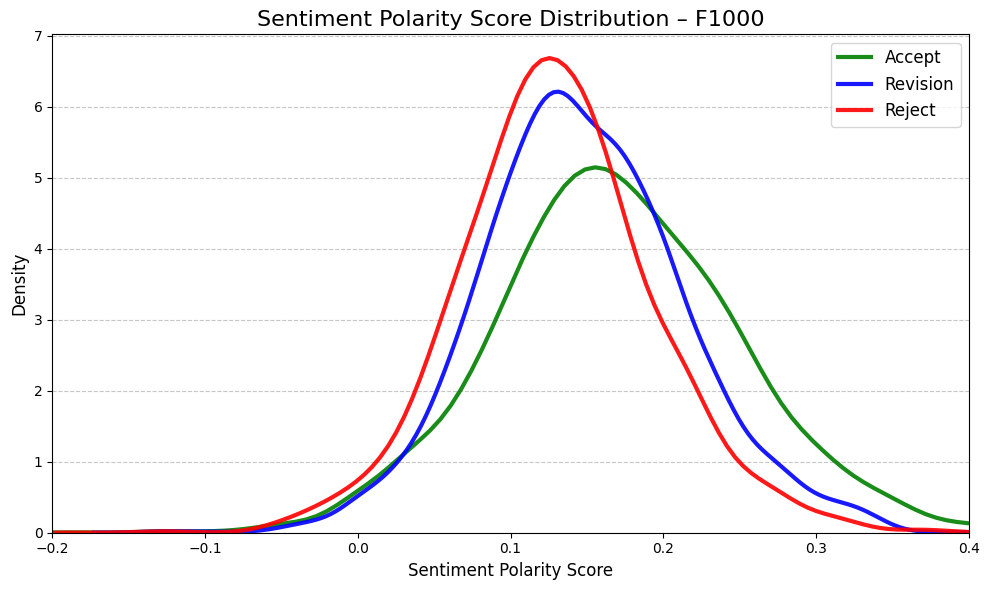 Sentiment Polarity Score Distribution – F1000
Accept
Revision
Reject
Density
7
6
5
4
3
2
1
0
−0.2
−0.1
0.0
0.1
0.2
0.3
0.4
Sentiment Polarity Score